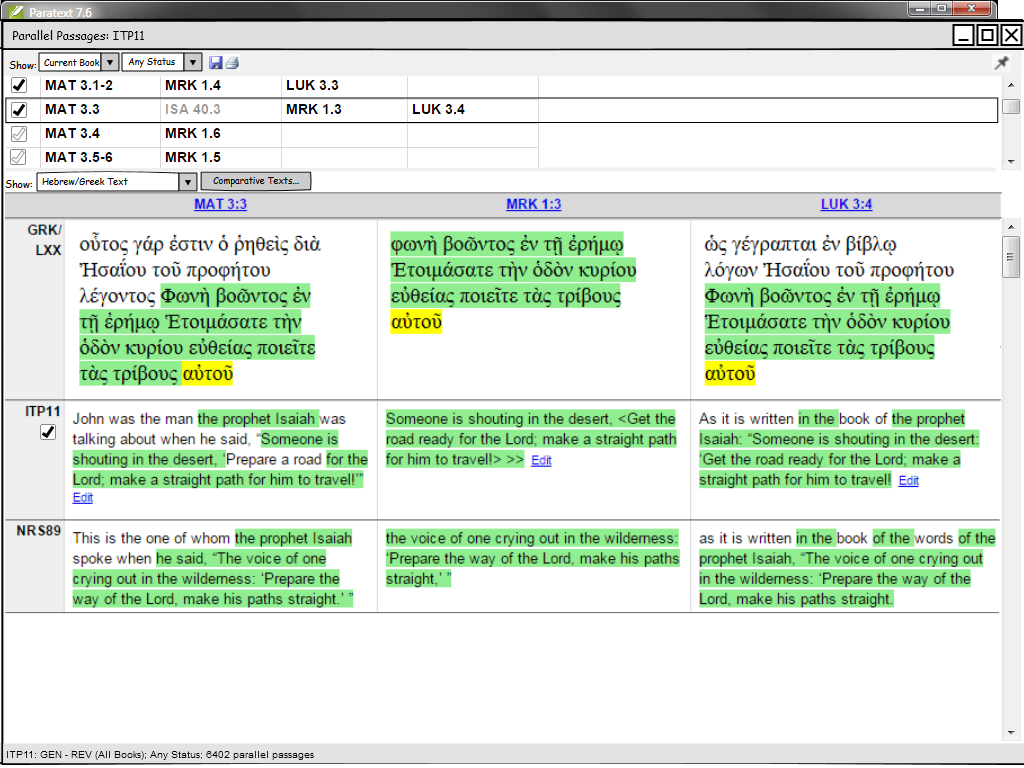 Paratext 7.6
Parallel Passages: ITP11
Show: Current Book Any Status
MAT 3.1-2 MRK 1.4 LUK 3.3
MAT 3.3 ISA 40.3 MRK 1.3 LUK 3.4
MAT 3.4 MRK 1.6
MAT 3.5-6 MRK 1.5
Show: Hebrew/Greek Text Comparative Texts...
MAT 3:3 MRK 1:3 LUK 3:4
GRK/
LXX
οὗτος γάρ ἐστιν ὁ ῥηθεὶς διὰ
Ἠσαΐου τοῦ προφήτου
λέγοντος Φωνὴ βοῶντος ἐν
τῇ ἐρήμῳ Ἑτοιμάσατε τὴν
ὁδὸν κυρίου εὐθείας ποιεῖτε
τὰς τρίβους αὐτοῦ
φωνὴ βοῶντος ἐν τῇ ἐρήμῳ
Ἑτοιμάσατε τὴν ὁδὸν κυρίου
εὐθείας ποιεῖτε τὰς τρίβους
αὐτοῦ
ὡς γέγραπται ἐν βίβλῳ
λόγων Ἠσαΐου τοῦ προφήτου
Φωνὴ βοῶντος ἐν τῇ ἐρήμῳ
Ἑτοιμάσατε τὴν ὁδὸν κυρίου
εὐθείας ποιεῖτε τὰς τρίβους
αὐτοῦ
ITP11
John was the man the prophet Isaiah was
talking about when he said, “Someone is
shouting in the desert, ‘Prepare a road for the
Lord; make a straight path for him to travel!’”
Edit
Someone is shouting in the desert, <Get the
road ready for the Lord; make a straight path
for him to travel!> >> Edit
As it is written in the book of the prophet
Isaiah: “Someone is shouting in the desert:
‘Get the road ready for the Lord; make a
straight path for him to travel! Edit
NRS89
This is the one of whom the prophet Isaiah
spoke when he said, “The voice of one
crying out in the wilderness: ‘Prepare the
way of the Lord, make his paths straight.’ ”
the voice of one crying out in the wilderness:
‘Prepare the way of the Lord, make his paths
straight,’ ”
as it is written in the book of the words of the
prophet Isaiah, “The voice of one crying out
in the wilderness: ‘Prepare the way of the
Lord, make his paths straight.
ITP11: GEN - REV (All Books); Any Status; 6402 parallel passages